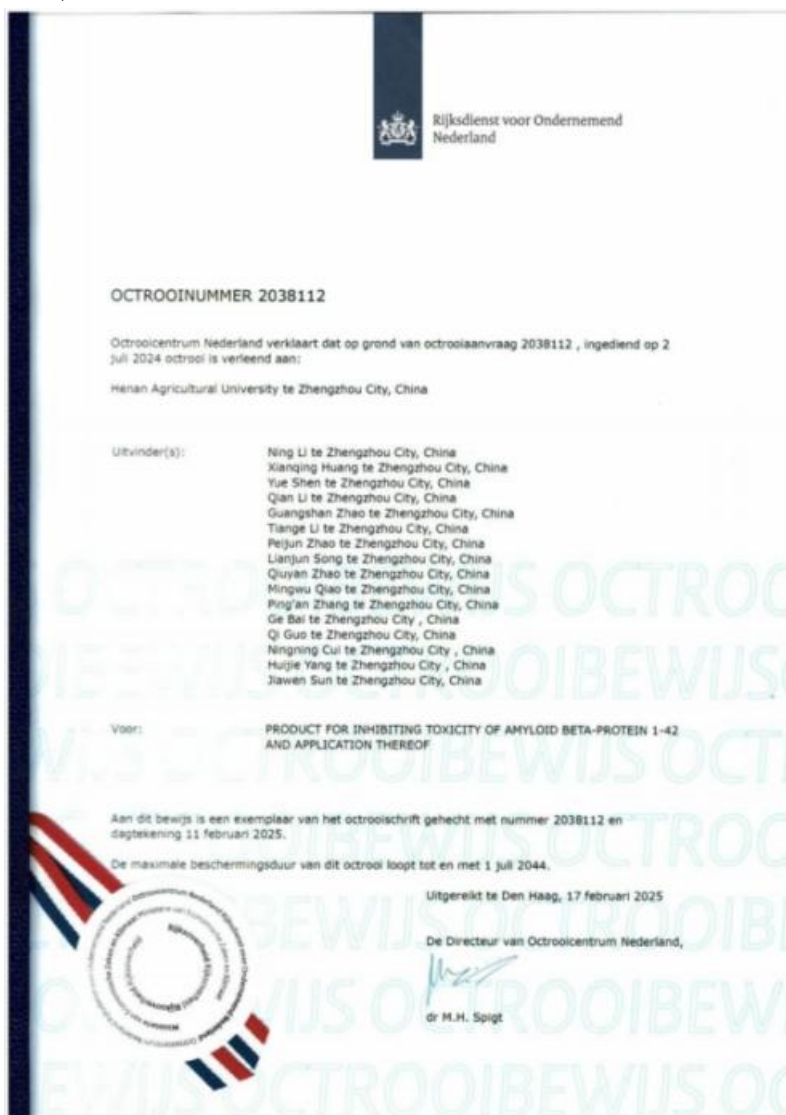 Rijksdienst voor Ondernemend
Nederland
OCTROOINUMMER 2038112
Octrooicentrum Nederland verklaart dat op grond van octrooiaanvraag 2038112 , ingediend op 2
juli 2024 octrooi is verleend aan:
Henan Agricultural University te Zhengzhou City, China
Uitvinder(s):
Ning Li te Zhengzhou City, China
Xianqing Huang te Zhengzhou City, China
Yue Shen te Zhengzhou City, China
Qian Li te Zhengzhou City, China
Guangshan Zhao te Zhengzhou City, China
Tiange Li te Zhengzhou City, China
Peijun Zhao te Zhengzhou City, China
Lianjun Song te Zhengzhou City, China
Qiuyan Zhao te Zhengzhou City, China
Mingwu Qiao te Zhengzhou City, China
Ping'an Zhang te Zhengzhou City, China
Ge Bai te Zhengzhou City , China
Qi Guo te Zhengzhou City, China
Ningning Cui te Zhengzhou City , China
Huijie Yang te Zhengzhou City , China
Jiawen Sun te Zhengzhou City, China
Voor:
PRODUCT FOR INHIBITING TOXICITY OF AMYLOID BETA-PROTEIN 1-42
AND APPLICATION THEREOF
Aan dit bewijs is een exemplaar van het octrooischrift gehecht met nummer 2038112 en
dagtekening 11 februari 2025.
De maximale beschermingsduur van dit octrooi loopt tot en met 1 juli 2044.
Uitgereikt te Den Haag, 17 februari 2025
De Directeur van Octrooicentrum Nederland,
dr M.H. Spigt